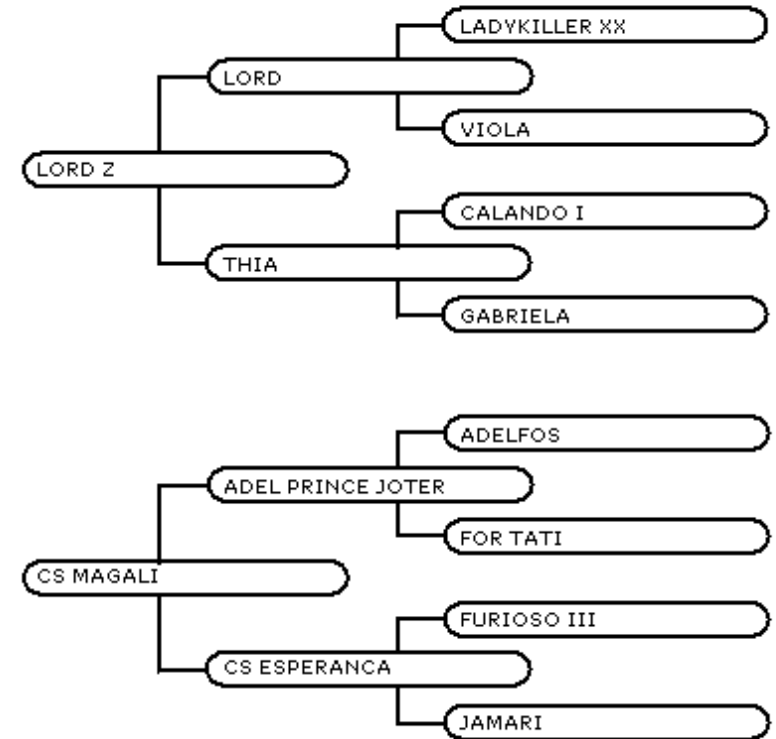 LADYKILLER XX
LORD
VIOLA
LORD Z
CALANDO I
THIA
GABRIELA
ADELFOS
ADEL PRINCE JOTER
FOR TATI
CS MAGALI
FURIOSO III
CS ESPERANCA
JAMARI